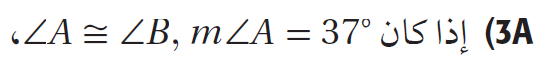 3A) إذا كان ∠A ≅ ∠B, m∠A = 37°،